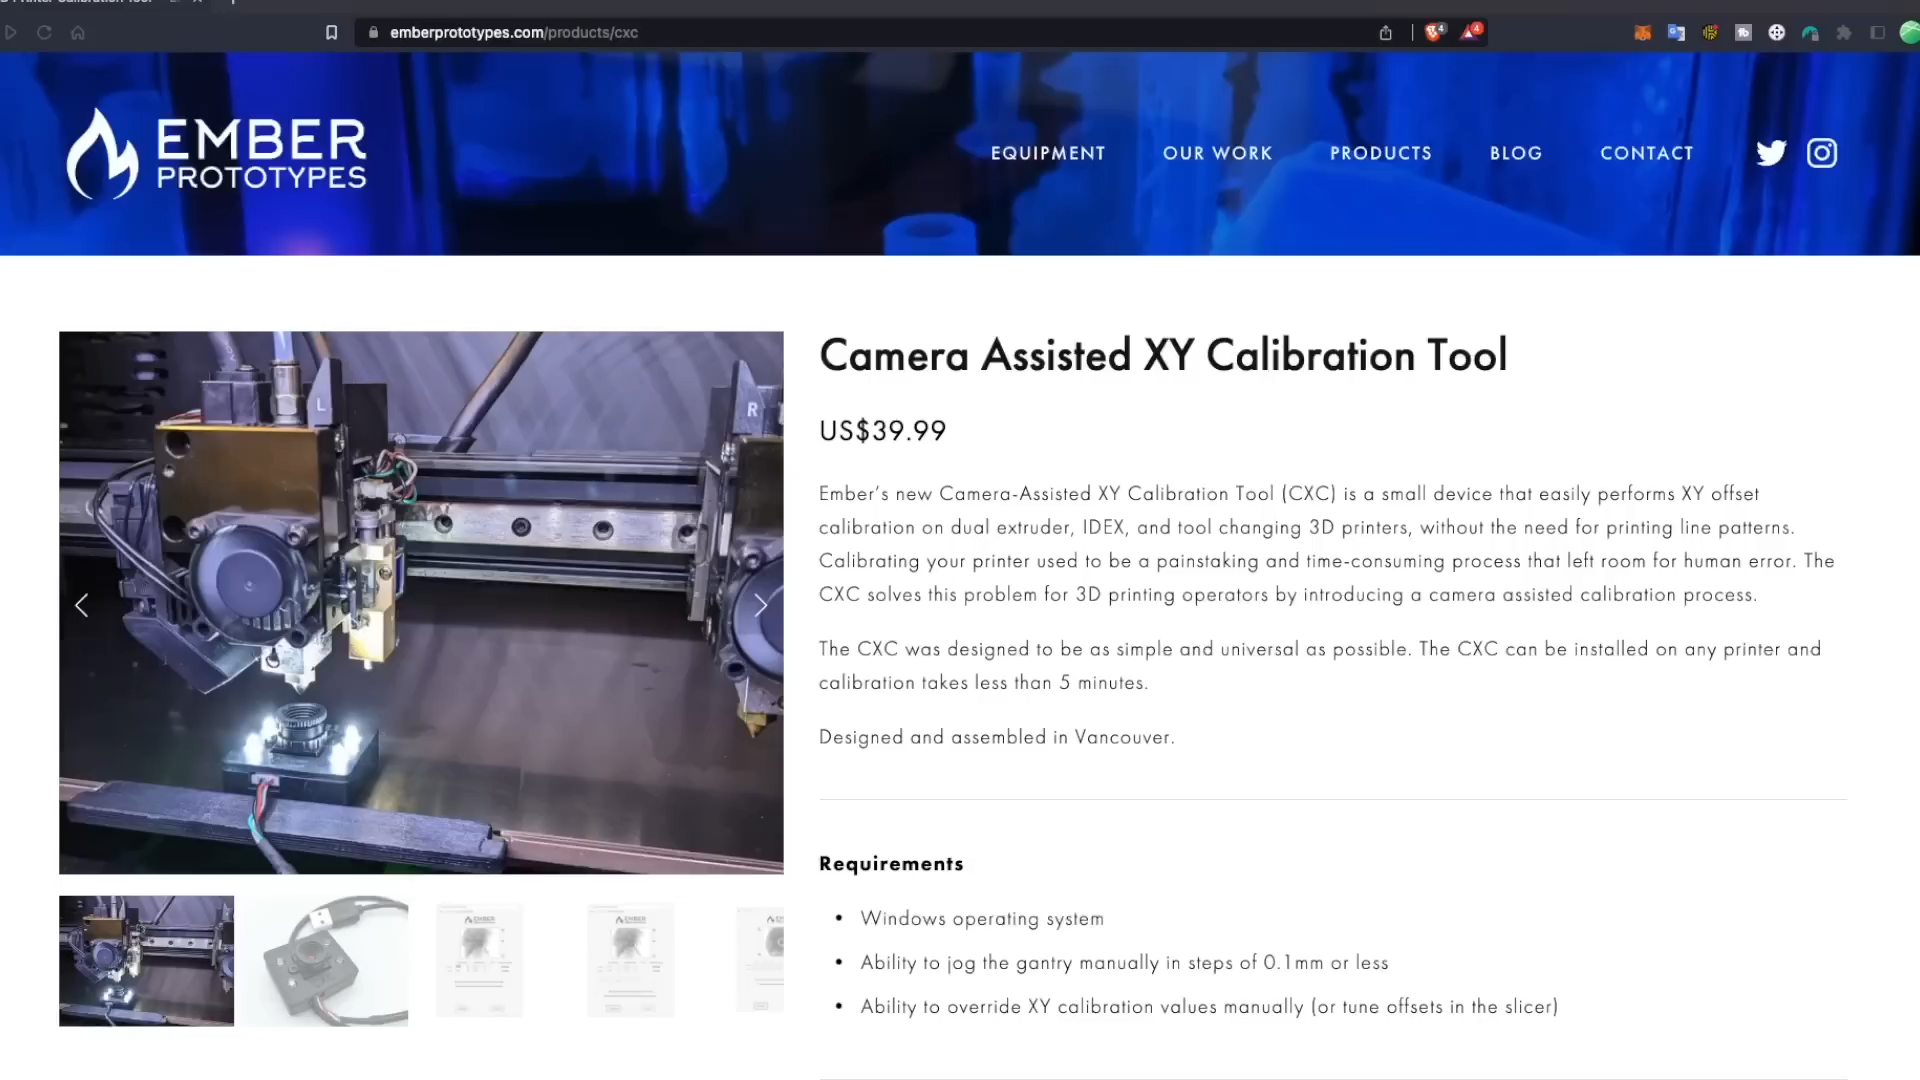 emberprototypes.com/products/cxc
4
4
EMBER
PROTOTYPES
EQUIPMENT
OUR WORK
PRODUCTS
BLOG
CONTACT
L
R
Camera Assisted XY Calibration Tool
US$39.99
Ember’s new Camera-Assisted XY Calibration Tool (CXC) is a small device that easily performs XY offset
calibration on dual extruder, IDEX, and tool changing 3D printers, without the need for printing line patterns.
Calibrating your printer used to be a painstaking and time-consuming process that left room for human error. The
CXC solves this problem for 3D printing operators by introducing a camera assisted calibration process.
The CXC was designed to be as simple and universal as possible. The CXC can be installed on any printer and
calibration takes less than 5 minutes.
Designed and assembled in Vancouver.
Requirements
• Windows operating system
• Ability to jog the gantry manually in steps of 0.1mm or less
• Ability to override XY calibration values manually (or tune offsets in the slicer)
EMBER
EMBER